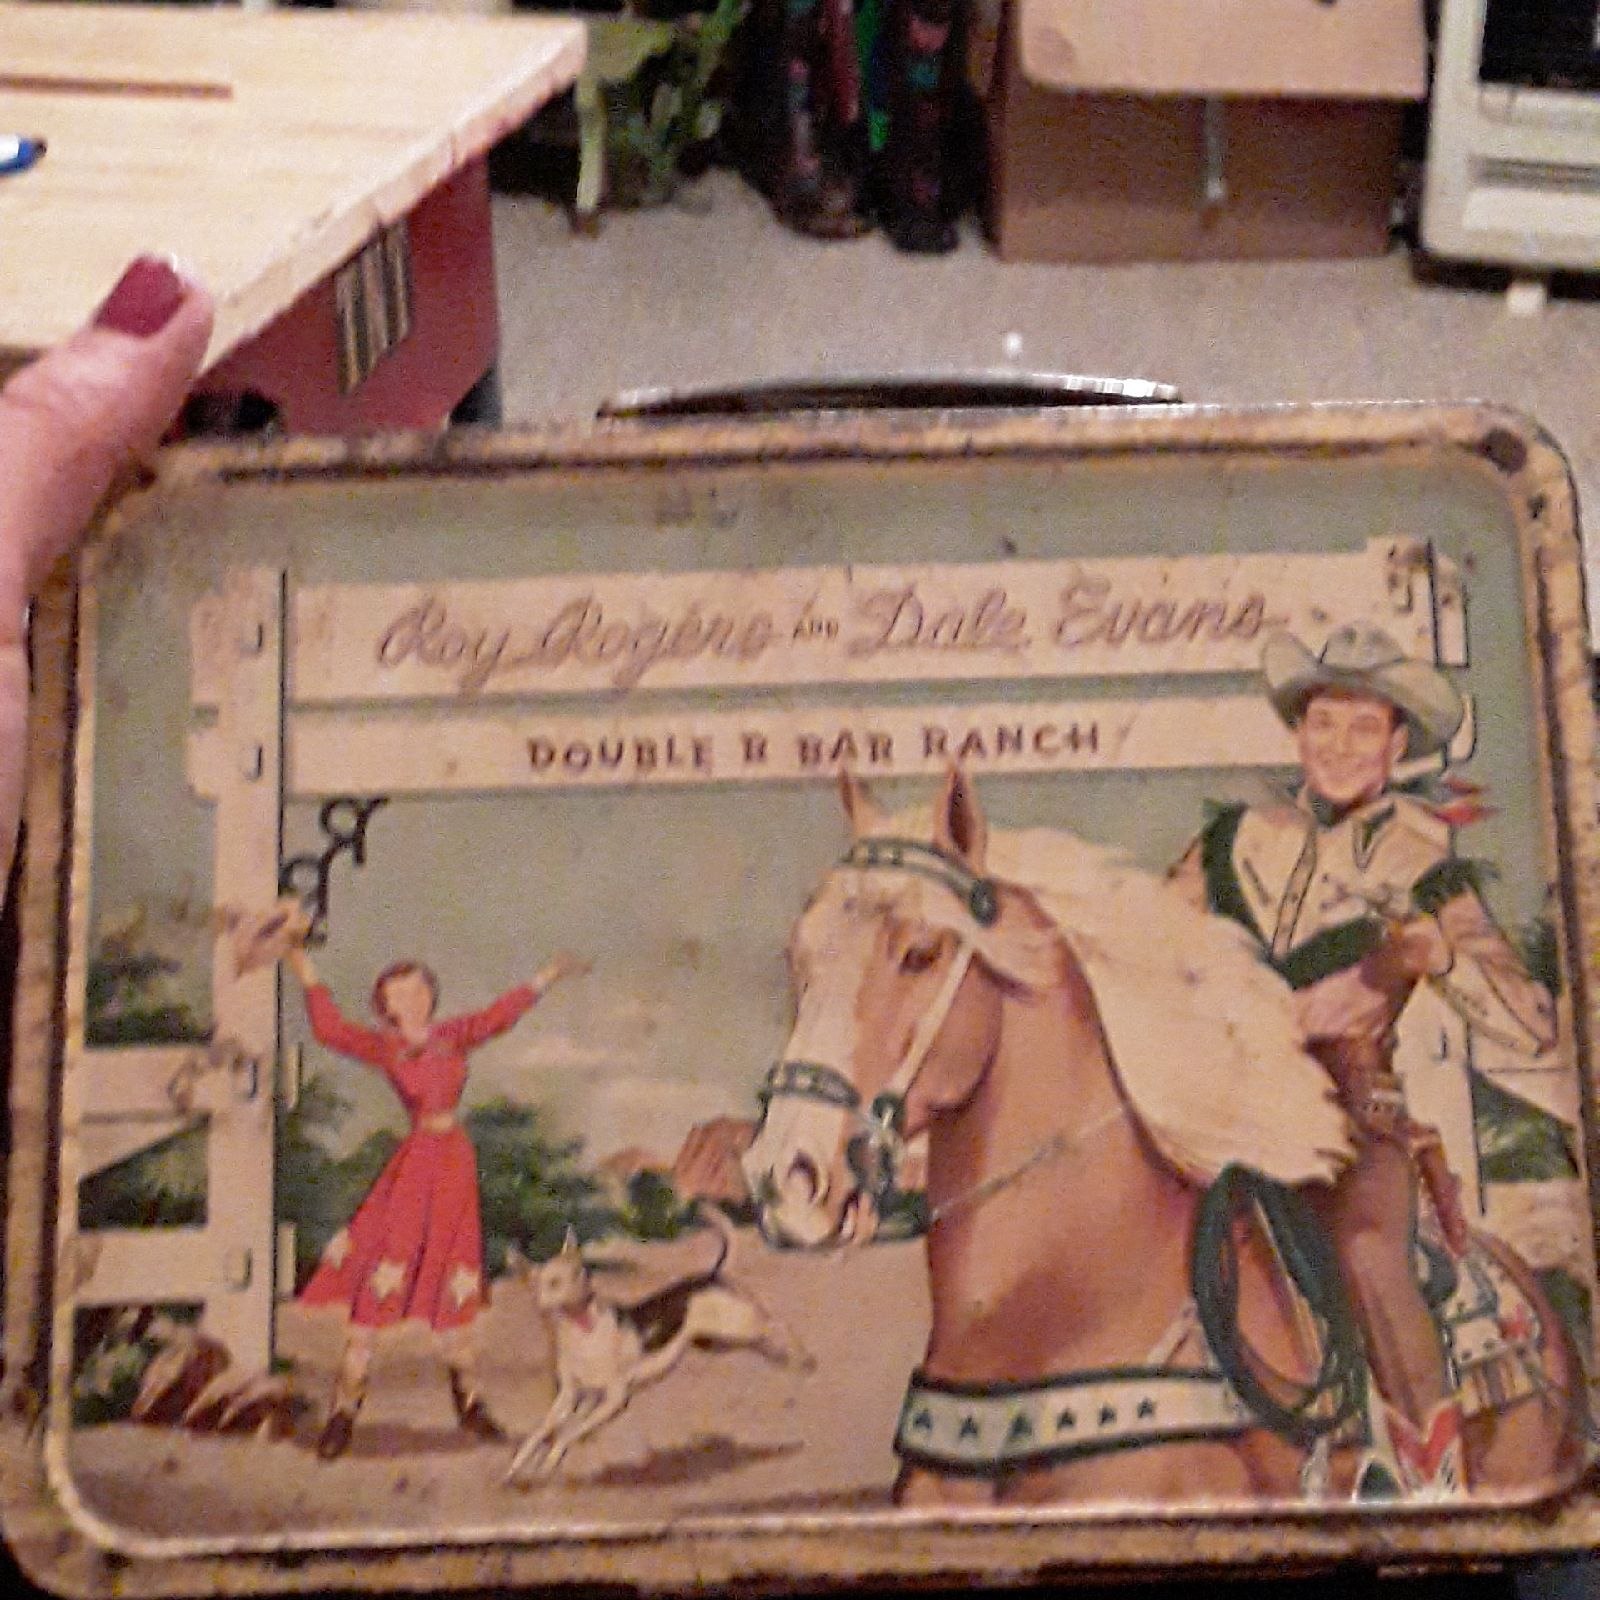 Roy Rogers AND Dale Evans
DOUBLE R BAR RANCH